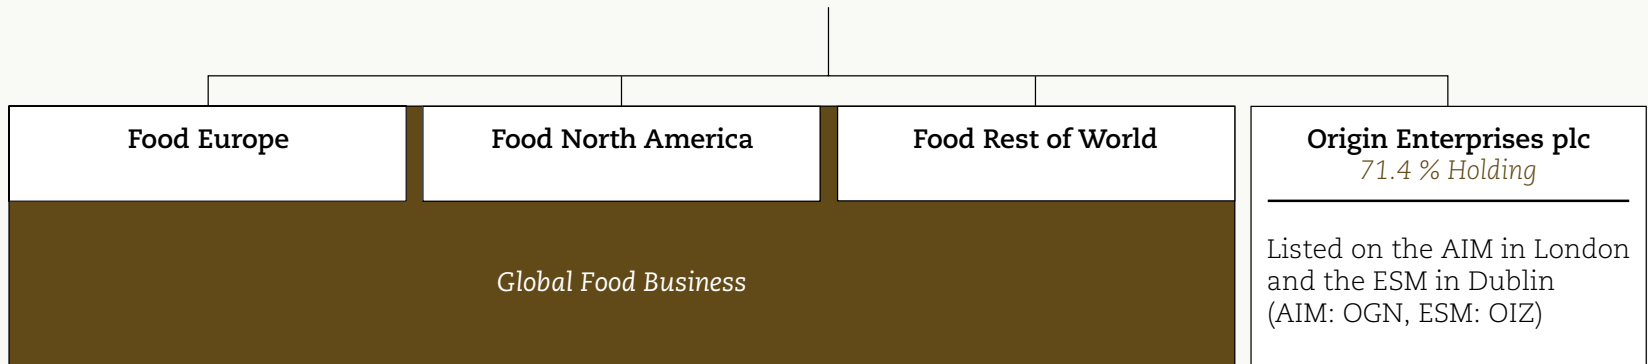 Food Europe
Food North America
Food Rest of World
Origin Enterprises plc
71.4 % Holding
Global Food Business
Listed on the AIM in London
and the ESM in Dublin
(AIM: OGN, ESM: OIZ)